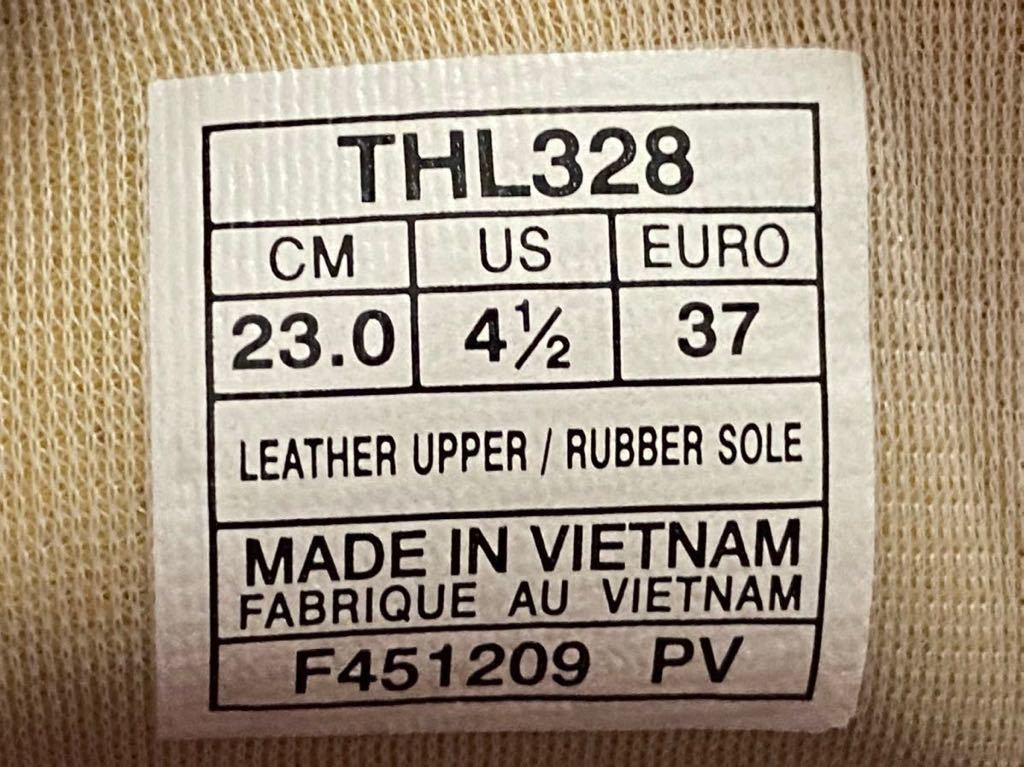 THL328
CM US EURO
23.0 4½ 37
LEATHER UPPER / RUBBER SOLE
MADE IN VIETNAM
FABRIQUE AU VIETNAM
F451209 PV